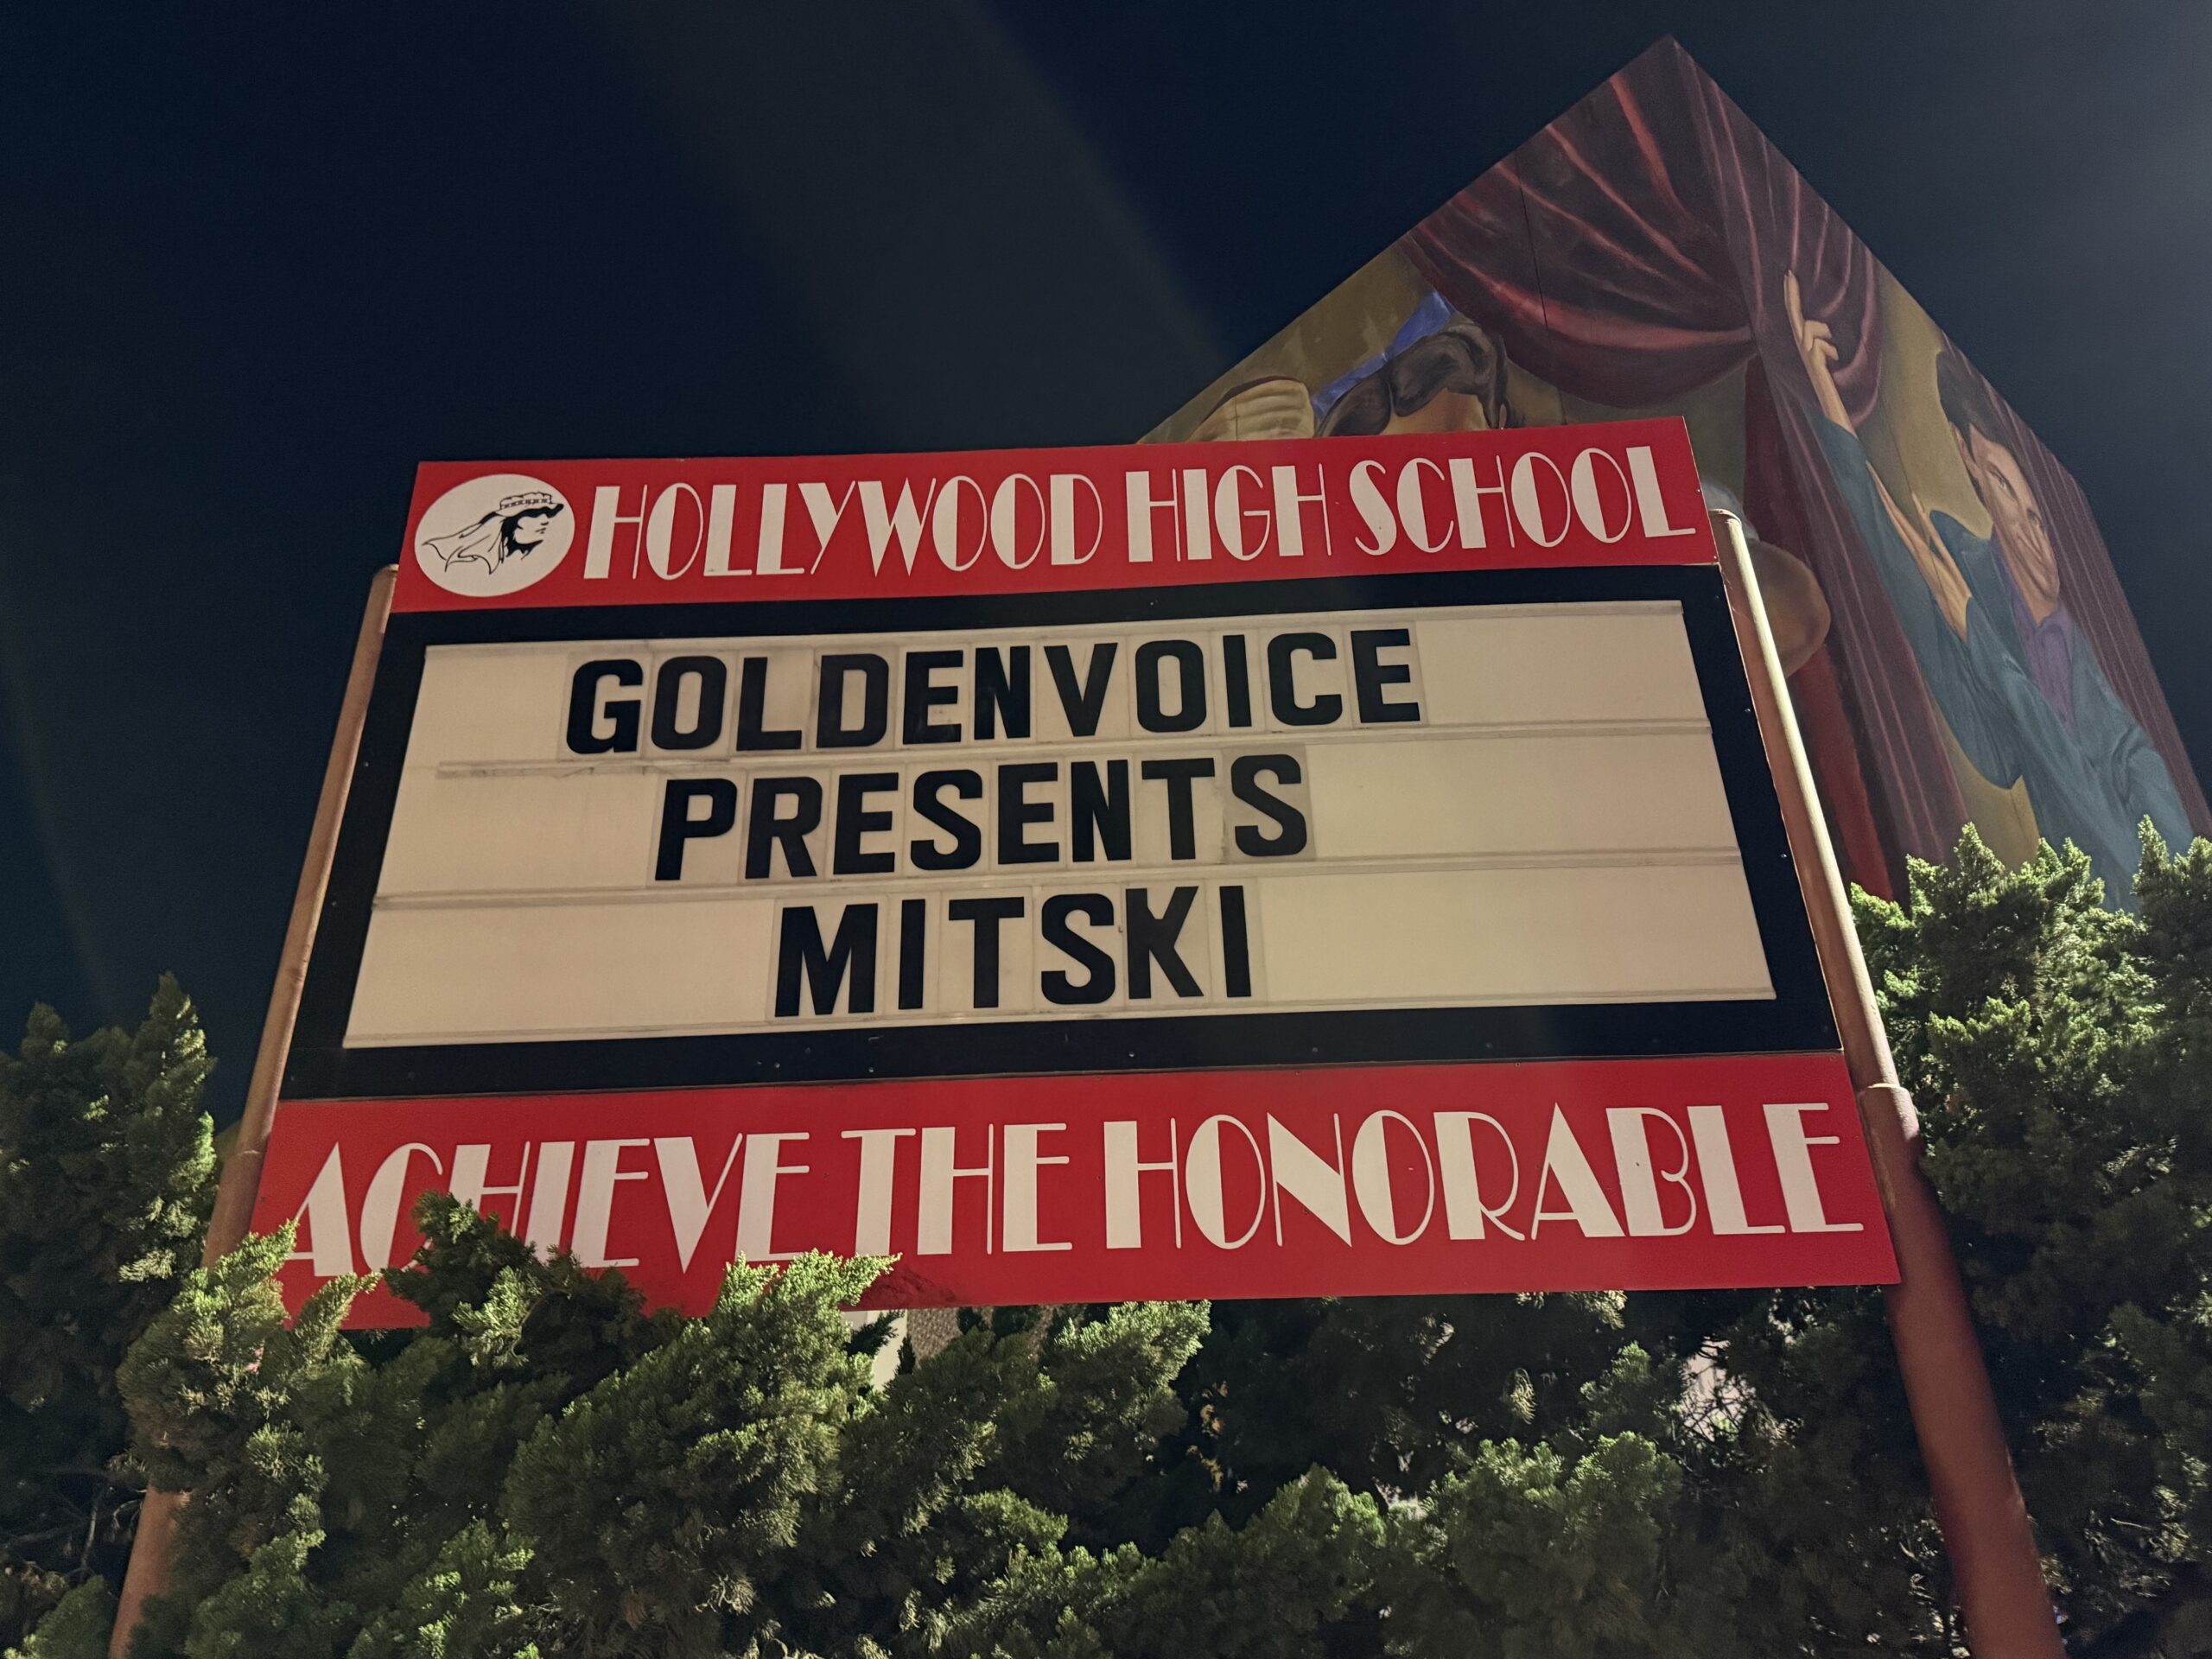 HOLLYWOOD HIGH SCHOOL
GOLDENVOICE
PRESENTS
MITSKI
ACHIEVE THE HONORABLE